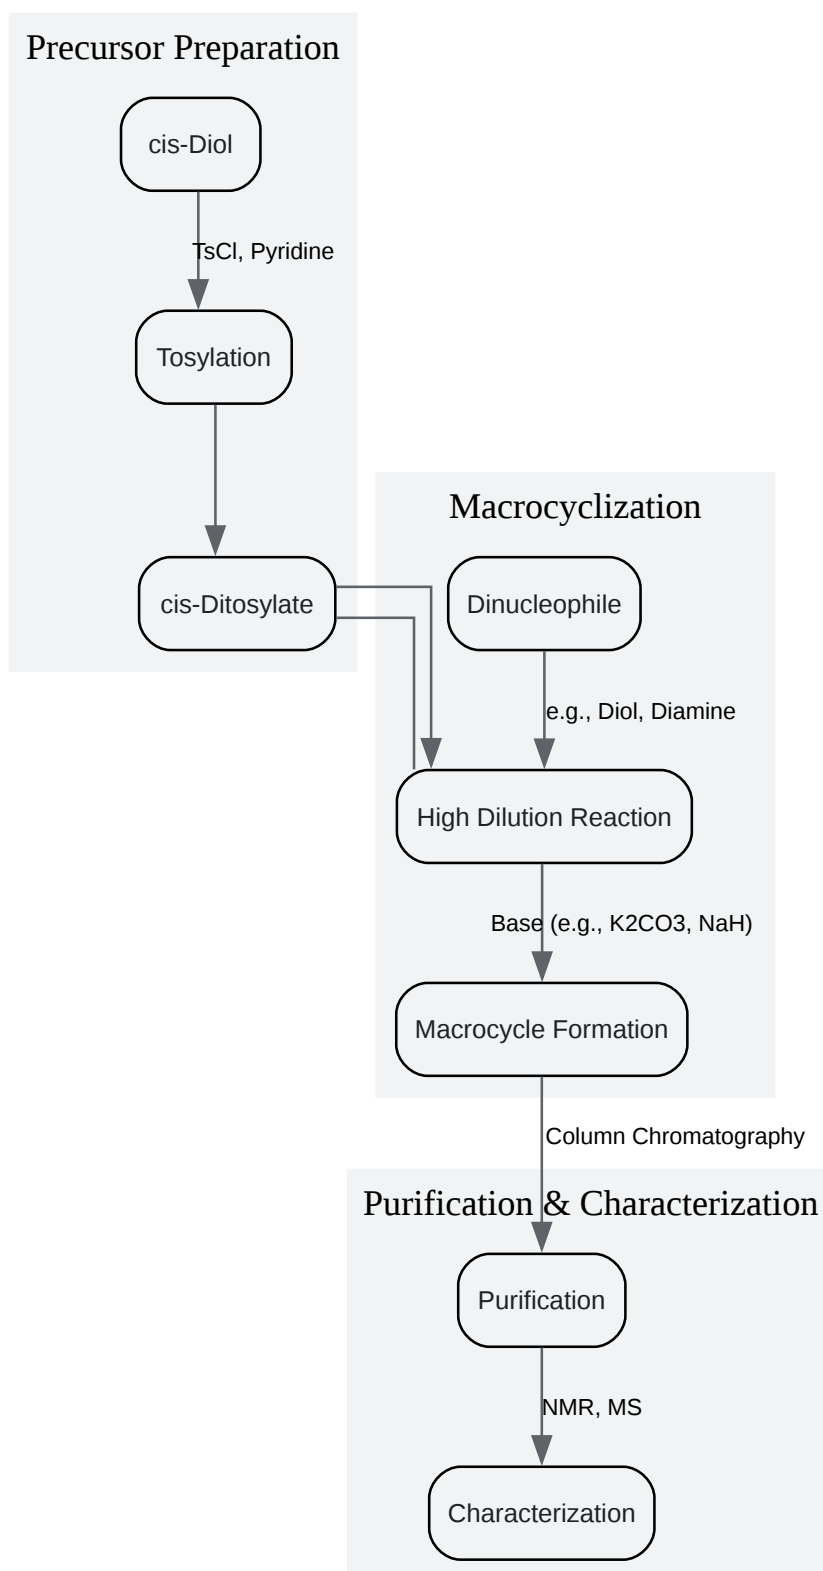 Precursor Preparation
cis-Diol
TsCl, Pyridine
Tosylation
cis-Ditosylate
Macrocyclization
Dinucleophile
e.g., Diol, Diamine
High Dilution Reaction
Base (e.g., K2CO3, NaH)
Macrocycle Formation
Column Chromatography
Purification & Characterization
Purification
NMR, MS
Characterization